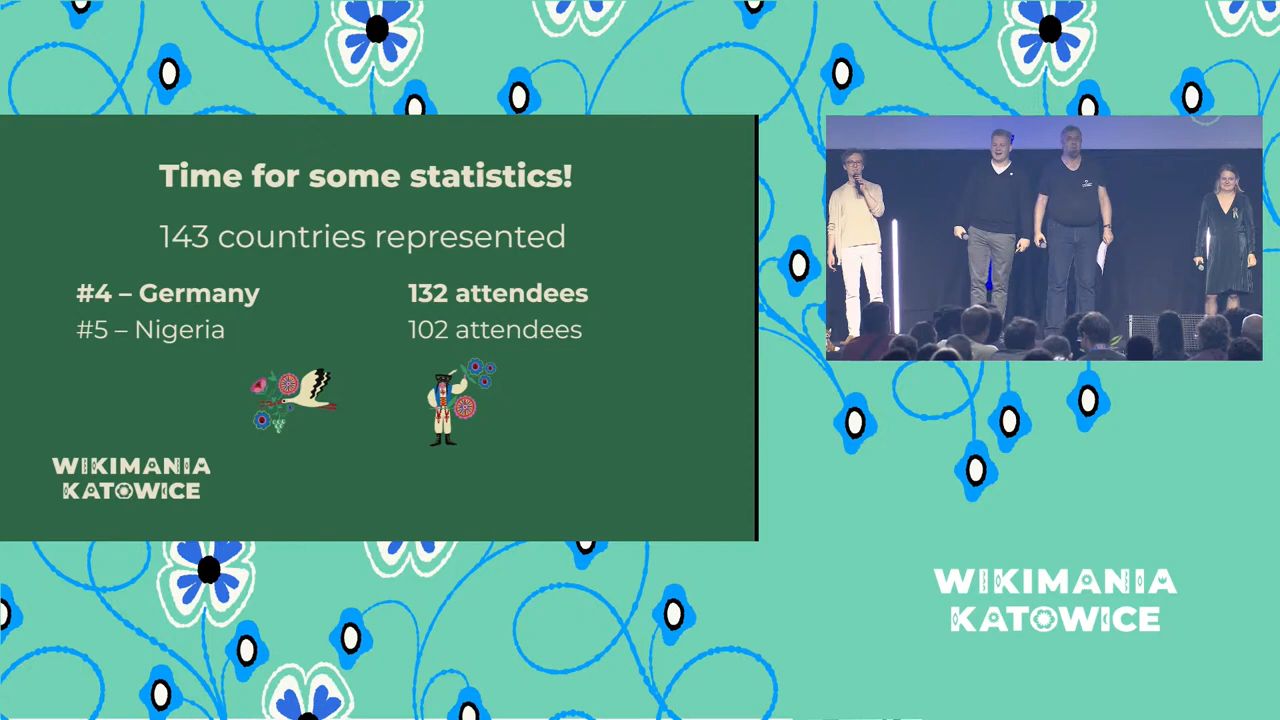 Time for some statistics!
143 countries represented
#4 – Germany 132 attendees
#5 – Nigeria 102 attendees
WIKIMANIA
KATOWICE
WIKIMANIA
KATOWICE